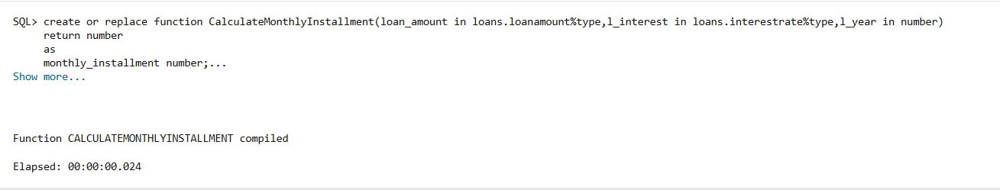 SQL> create or replace function CalculateMonthlyInstallment(loan_amount in loans.loanamount%type,l_interest in loans.interestrate%type,l_year in number)
return number
as
monthly_installment number;...
Show more...
Function CALCULATEMONTHLYINSTALLMENT compiled
Elapsed: 00:00:00.024